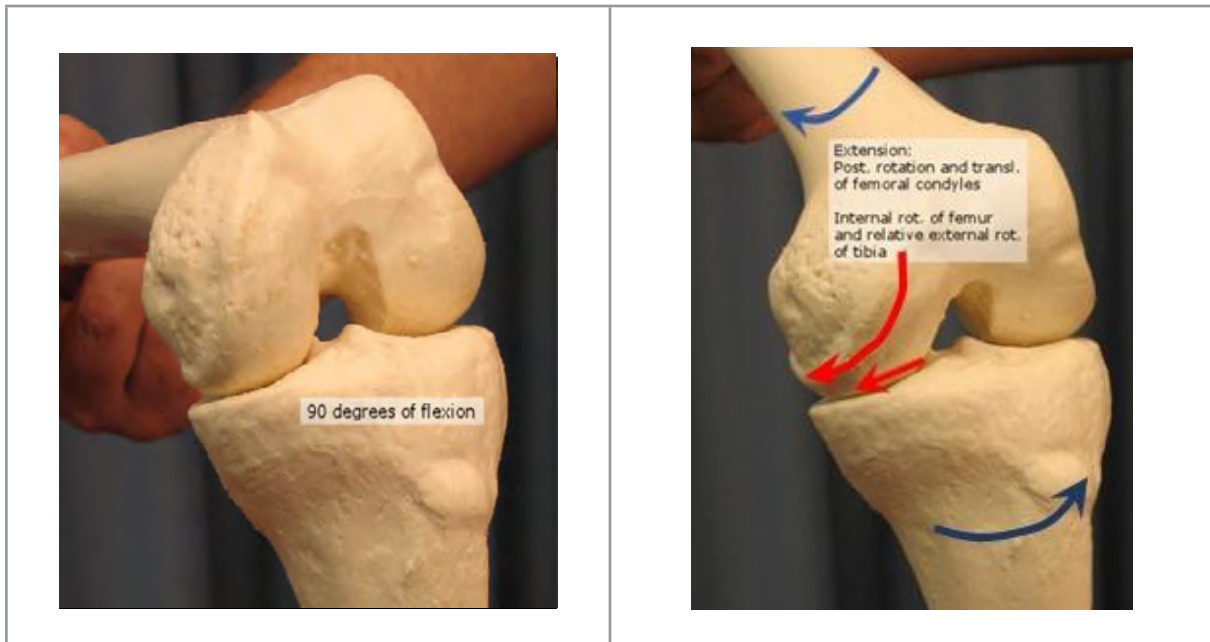 90 degrees of flexion
Extension:
Post. rotation and transl.
of femoral condyles
Internal rot. of femur
and relative external rot.
of tibia